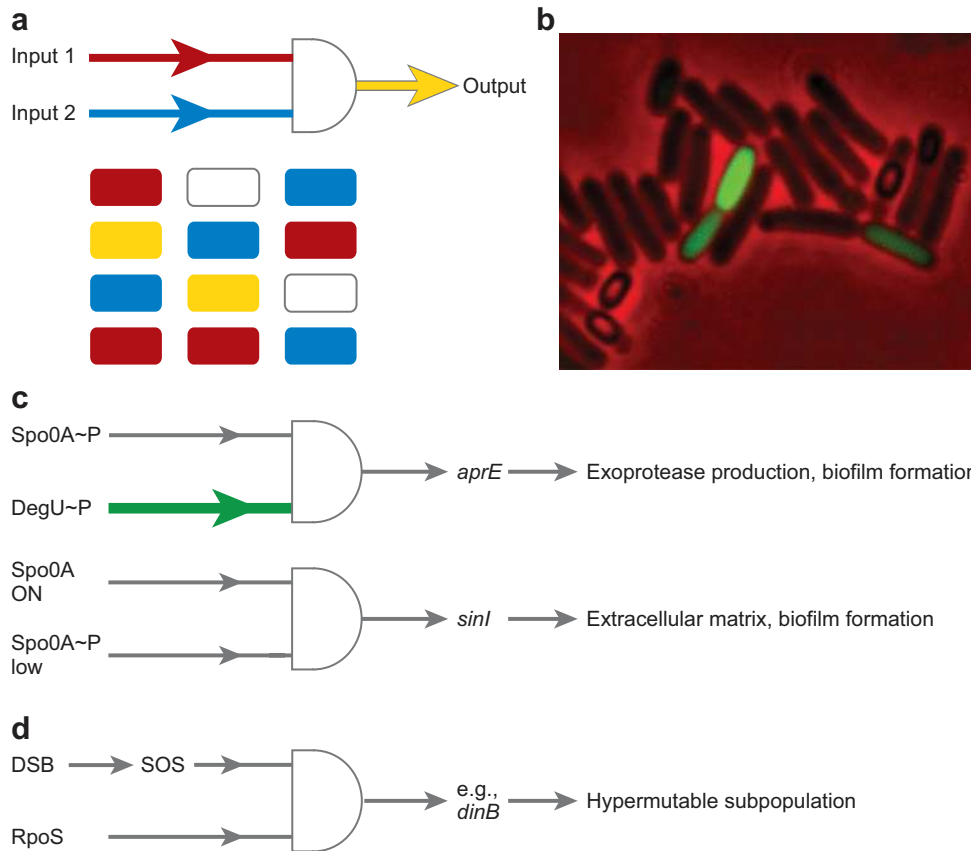 a
Input 1
Input 2
Output
b
c
Spo0A~P
DegU~P
aprE
Exoprotease production, biofilm formation
Spo0A
ON
Spo0A~P
low
sinI
Extracellular matrix, biofilm formation
d
DSB
SOS
RpoS
e.g.,
dinB
Hypermutable subpopulation